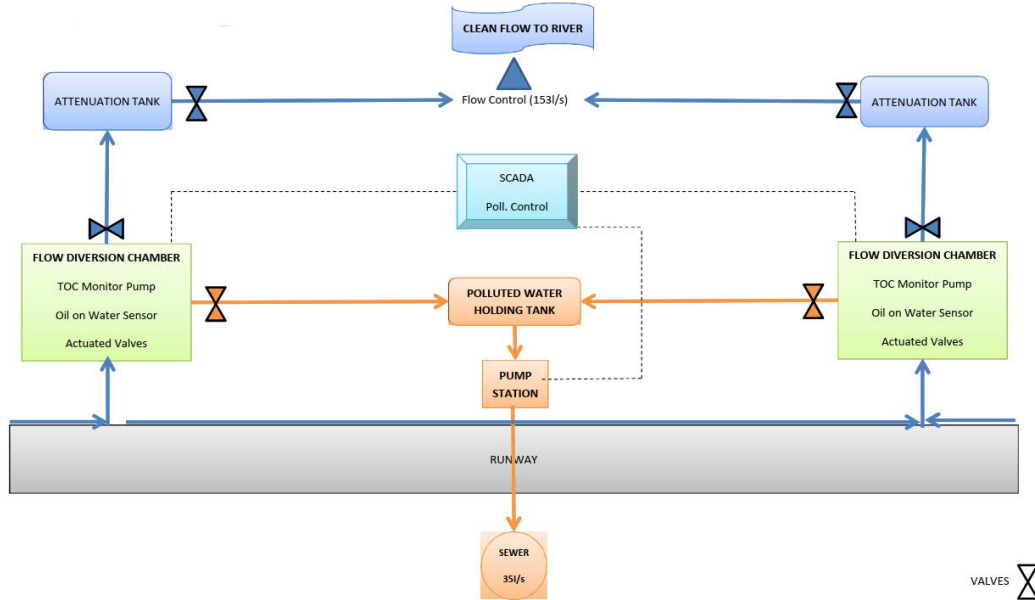 CLEAN FLOW TO RIVER
ATTENUATION TANK
Flow Control (153l/s)
ATTENUATION TANK
SCADA
Poll. Control
FLOW DIVERSION CHAMBER
TOC Monitor Pump
Oil on Water Sensor
Actuated Valves
POLLUTED WATER
HOLDING TANK
FLOW DIVERSION CHAMBER
TOC Monitor Pump
Oil on Water Sensor
Actuated Valves
PUMP
STATION
RUNWAY
SEWER
35l/s
VALVES